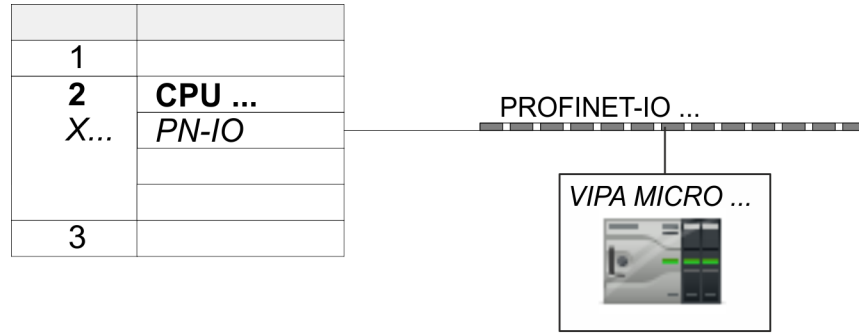 1
2 CPU ...
X... PN-IO
3
PROFINET-IO ...
VIPA MICRO ...